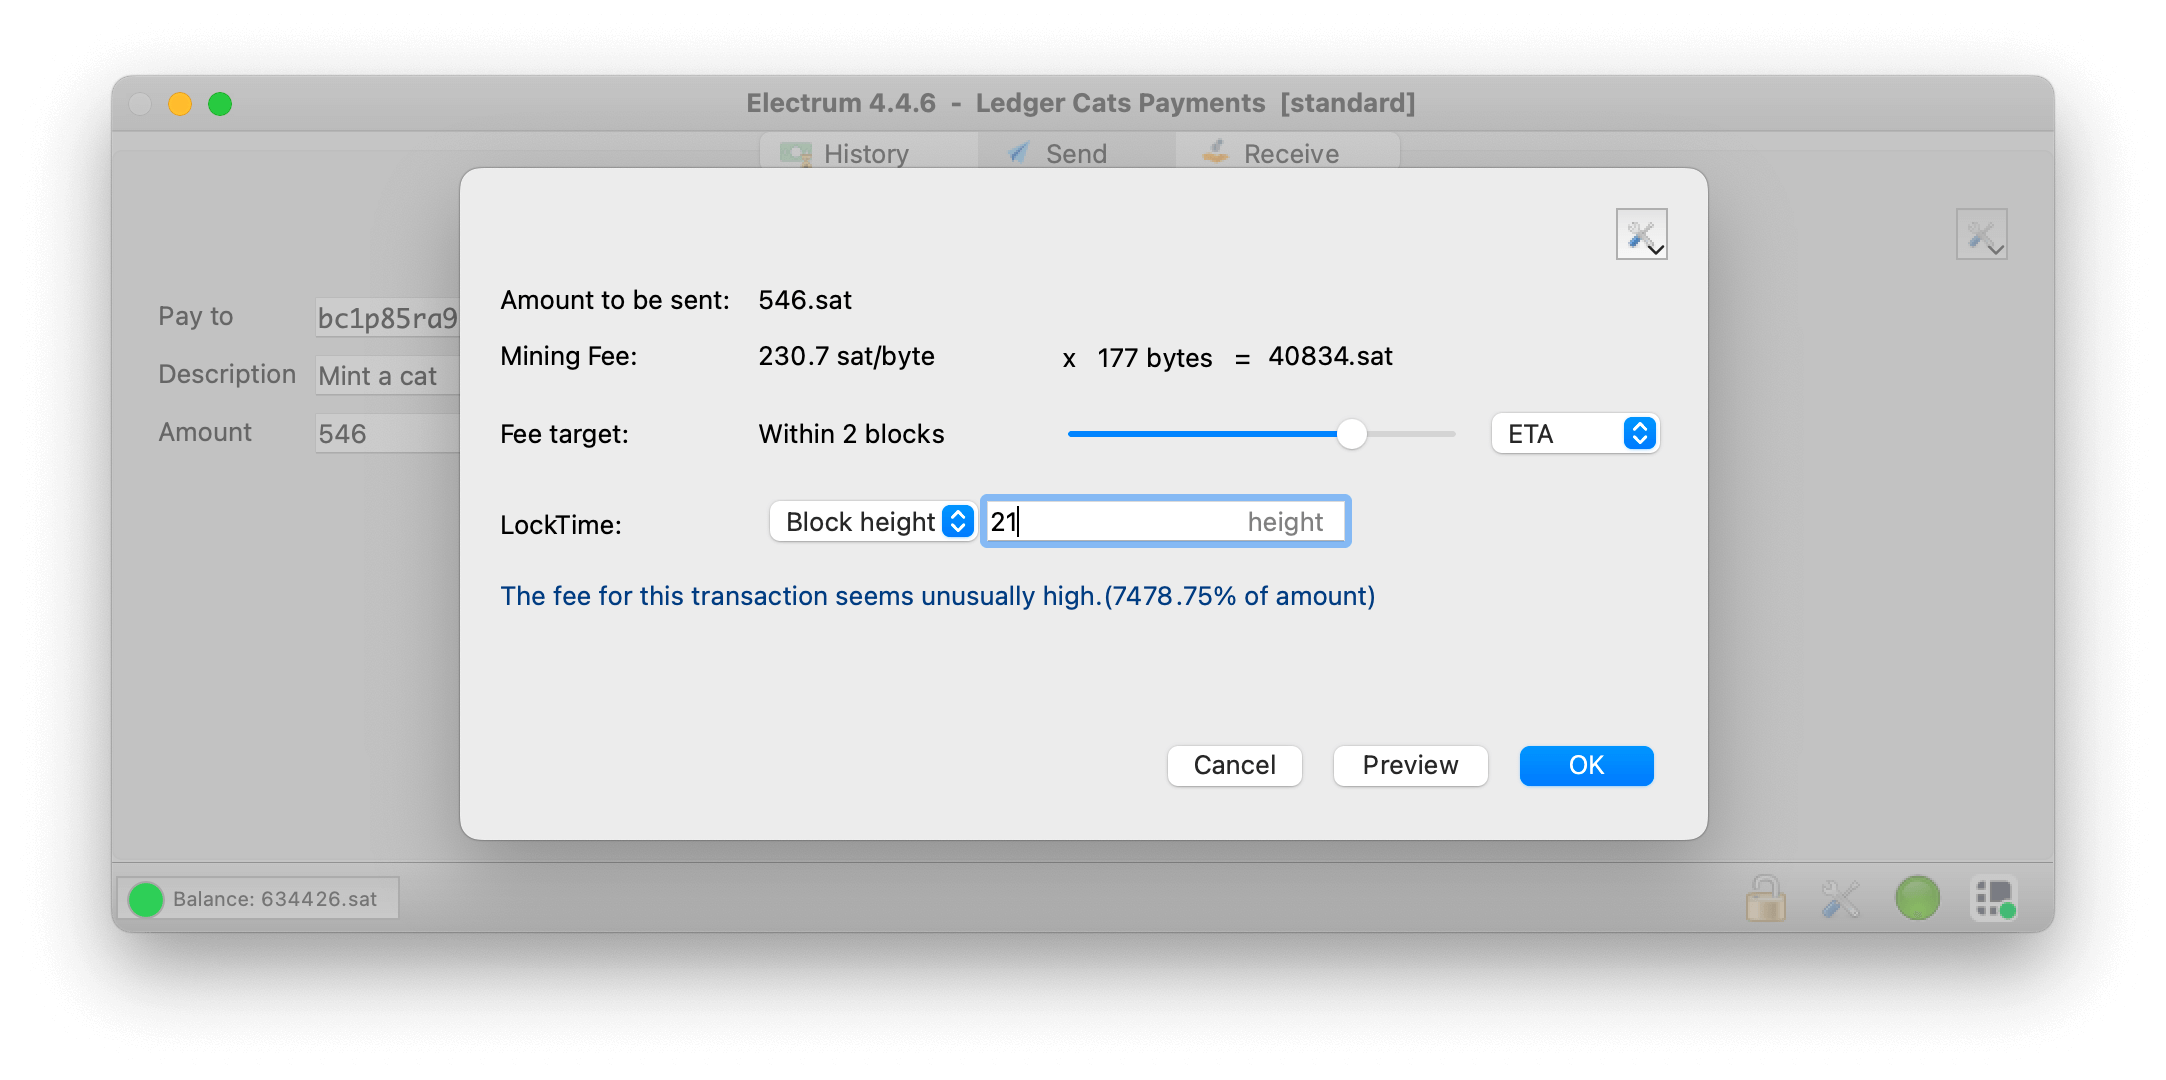 Electrum 4.4.6 - Ledger Cats Payments [standard]
History Send Receive
Pay to bc1p85ra9
Description Mint a cat
Amount 546
Amount to be sent: 546.sat
Mining Fee: 230.7 sat/byte x 177 bytes = 40834.sat
Fee target: Within 2 blocks ETA
LockTime: Block height 21 height
The fee for this transaction seems unusually high.(7478.75% of amount)
Cancel Preview OK
Balance: 634426.sat